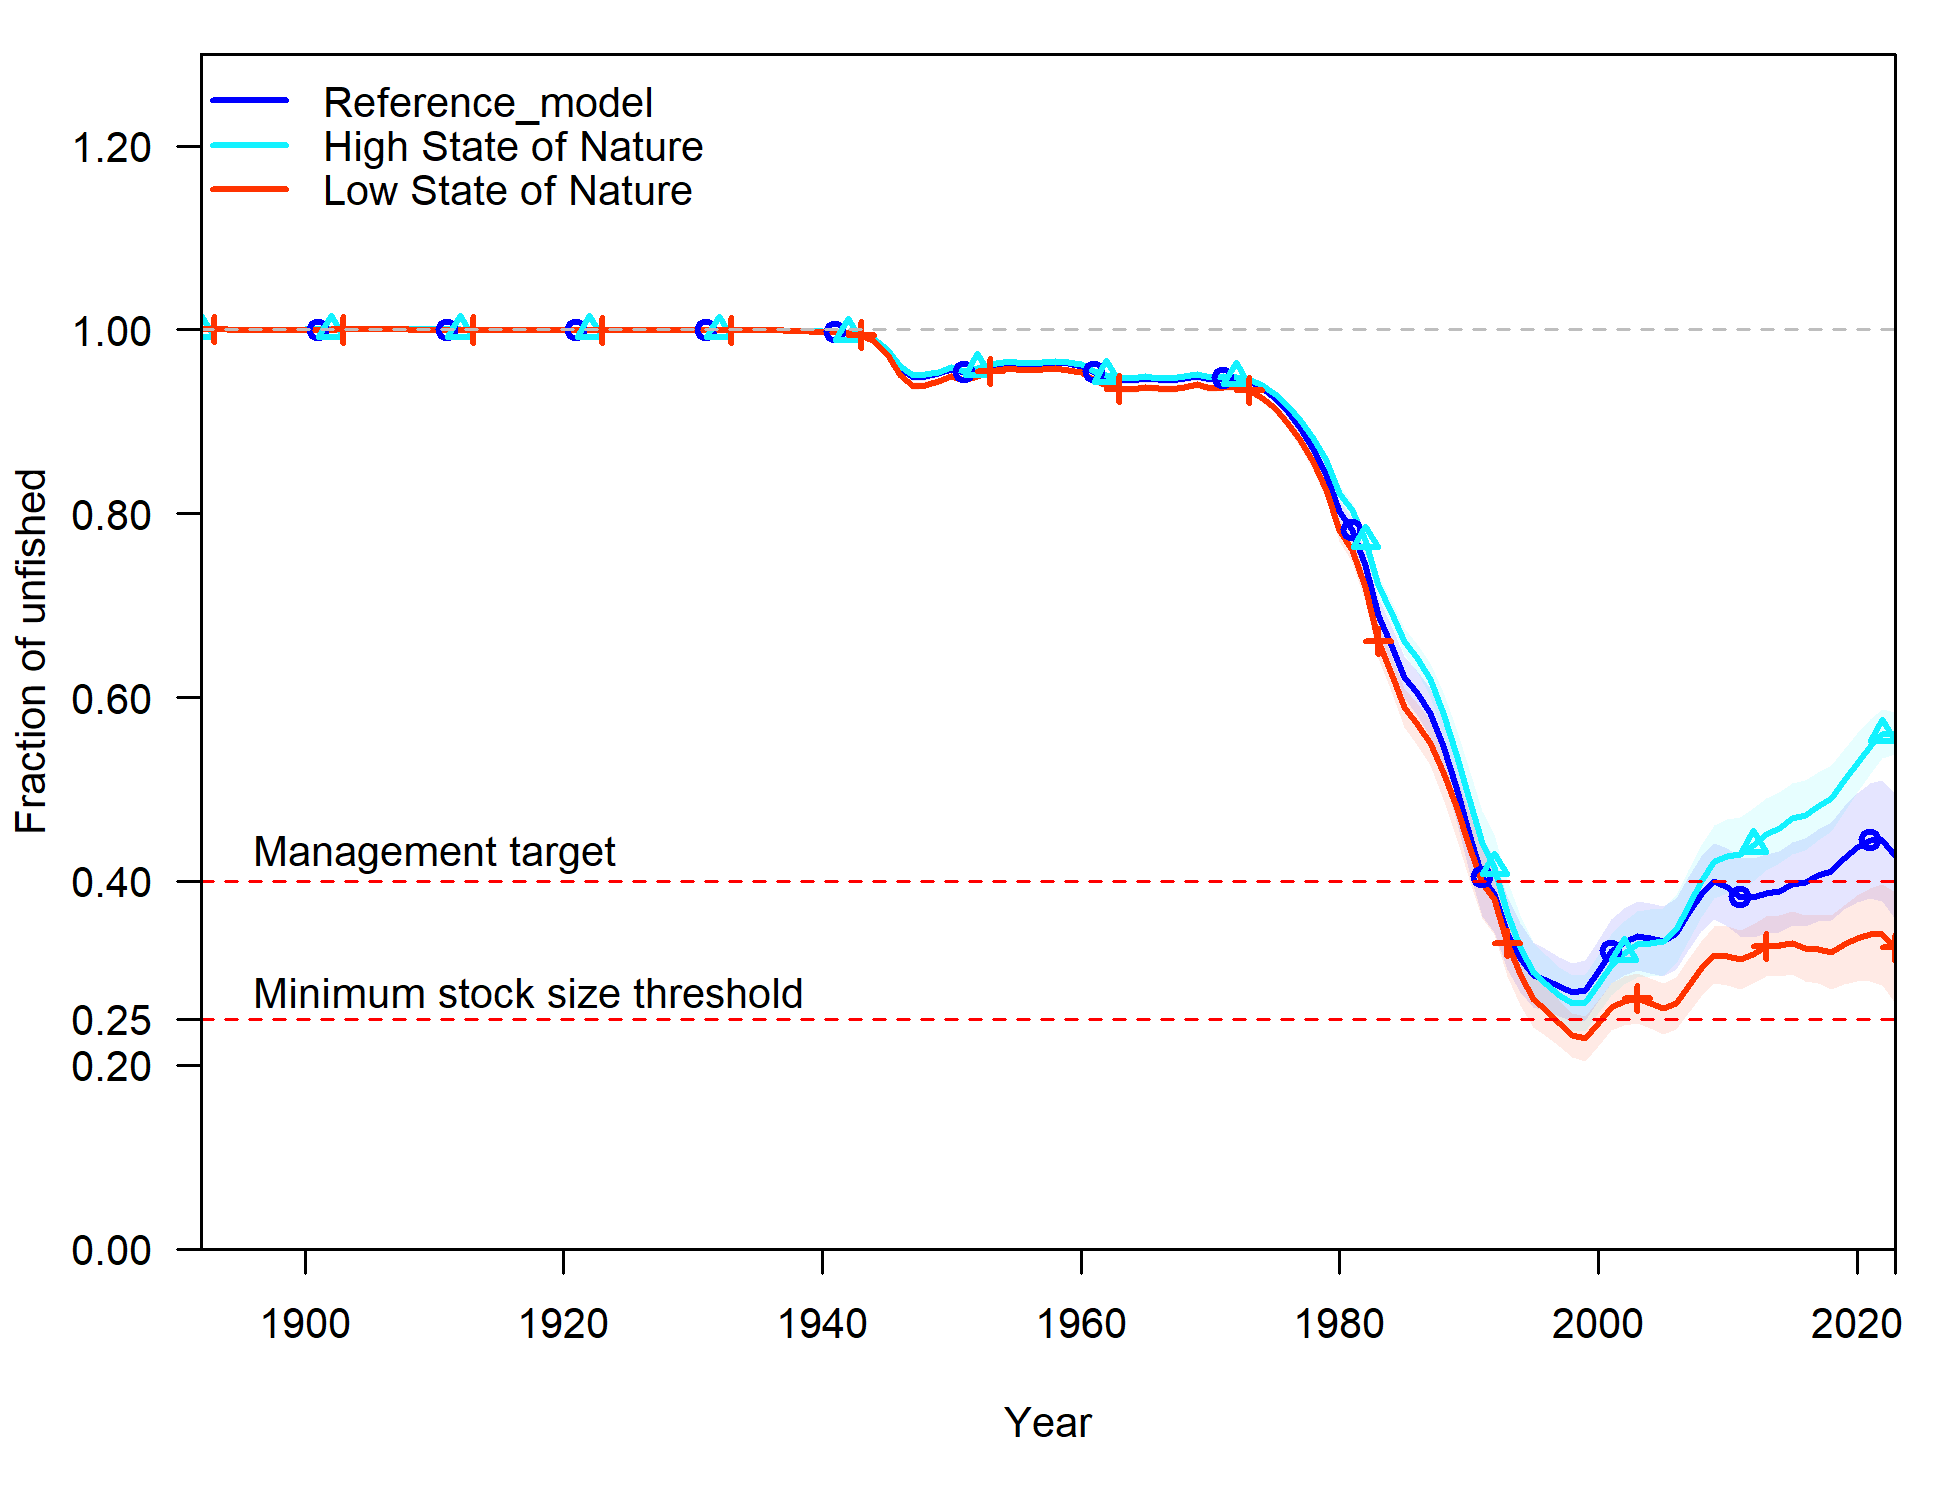 Reference_model
High State of Nature
Low State of Nature
1.20
1.00
0.80
0.60
0.40
0.25
0.20
0.00
Fraction of unfished
Management target
Minimum stock size threshold
1900 1920 1940 1960 1980 2000 2020
Year